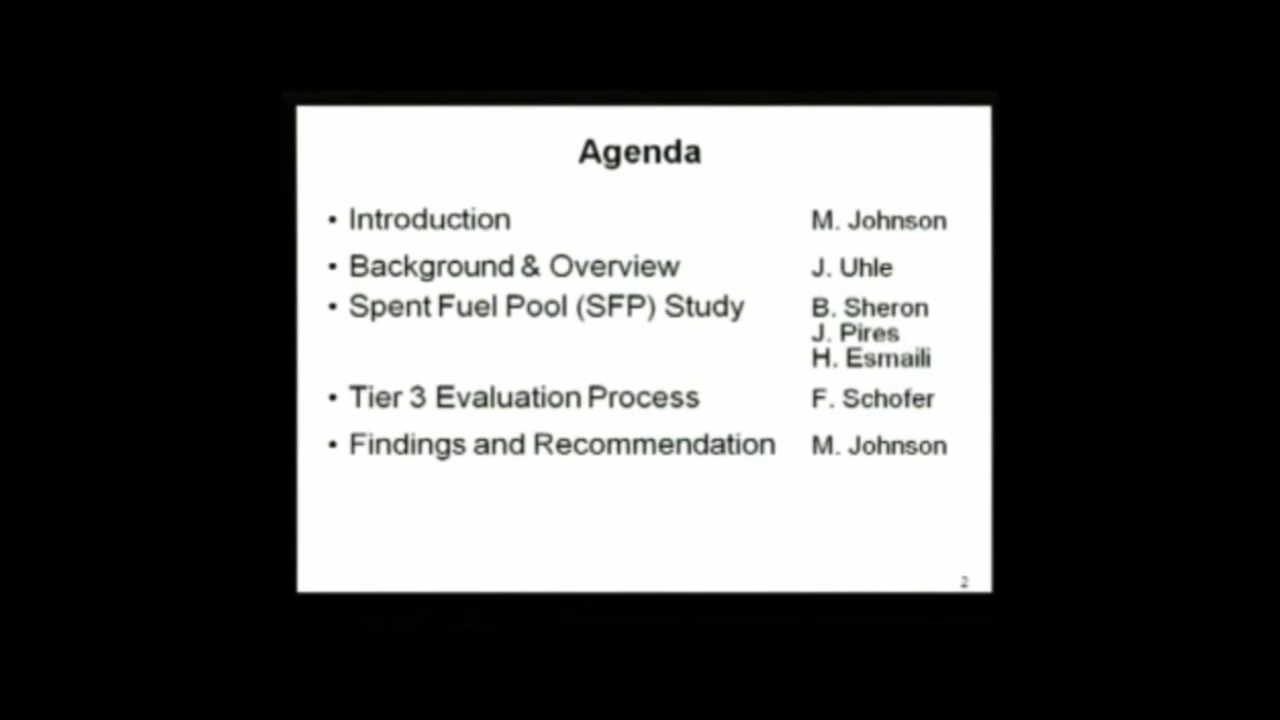 Agenda
• Introduction M. Johnson
• Background & Overview J. Uhle
• Spent Fuel Pool (SFP) Study B. Sheron
J. Pires
H. Esmaili
• Tier 3 Evaluation Process F. Schofer
• Findings and Recommendation M. Johnson
2